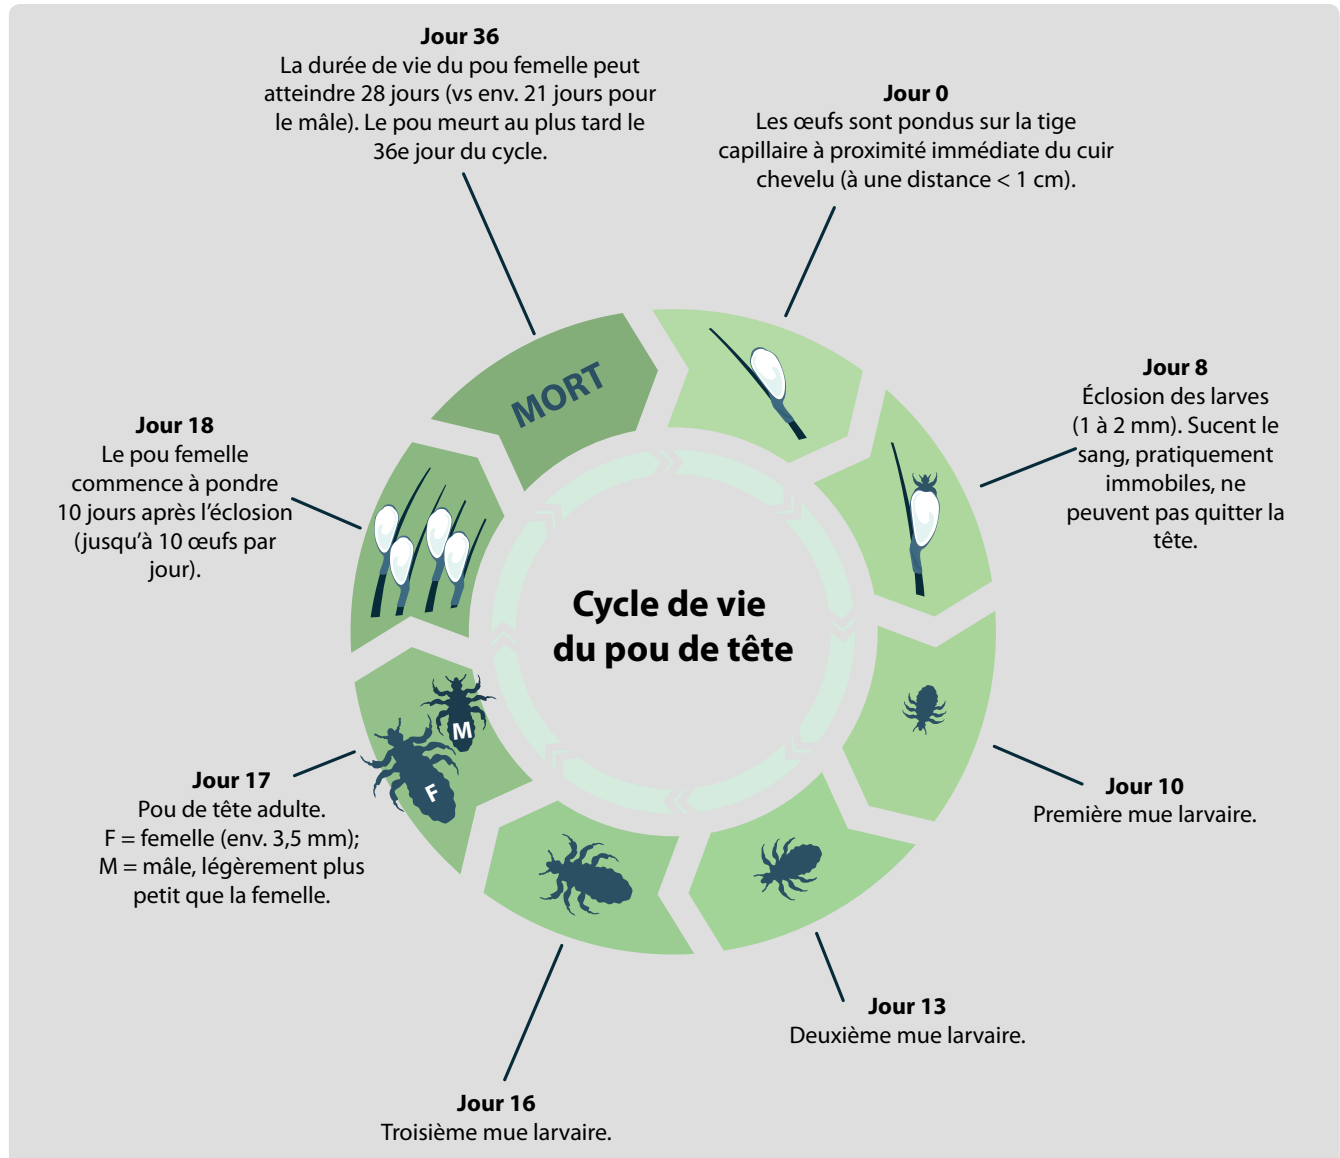 Jour 36
La durée de vie du pou femelle peut
atteindre 28 jours (vs env. 21 jours pour
le mâle). Le pou meurt au plus tard le
36e jour du cycle.
Jour 0
Les œufs sont pondus sur la tige
capillaire à proximité immédiate du cuir
chevelu (à une distance < 1 cm).
Jour 8
Éclosion des larves
(1 à 2 mm). Sucent le
sang, pratiquement
immobiles, ne
peuvent pas quitter la
tête.
Jour 10
Première mue larvaire.
Jour 13
Deuxième mue larvaire.
Jour 16
Troisième mue larvaire.
Jour 17
Pou de tête adulte.
F = femelle (env. 3,5 mm);
M = mâle, légèrement plus
petit que la femelle.
Jour 18
Le pou femelle
commence à pondre
10 jours après l’éclosion
(jusqu’à 10 œufs par
jour).
MORT
M
F
Cycle de vie
du pou de tête